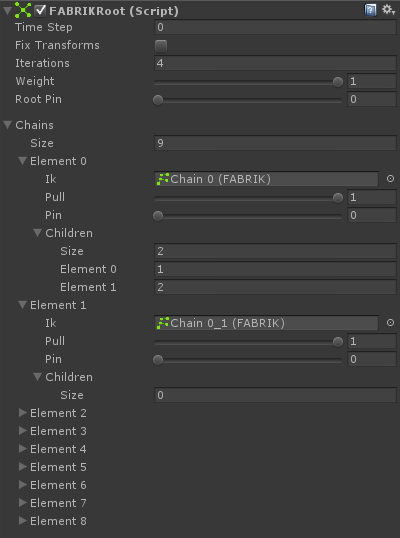 FABRIKRoot (Script)
Time Step 0
Fix Transforms
Iterations 4
Weight 1
Root Pin 0
Chains
Size 9
Element 0
Ik Chain 0 (FABRIK)
Pull 1
Pin 0
Children
Size 2
Element 0 1
Element 1 2
Element 1
Ik Chain 0_1 (FABRIK)
Pull 1
Pin 0
Children
Size 0
Element 2
Element 3
Element 4
Element 5
Element 6
Element 7
Element 8